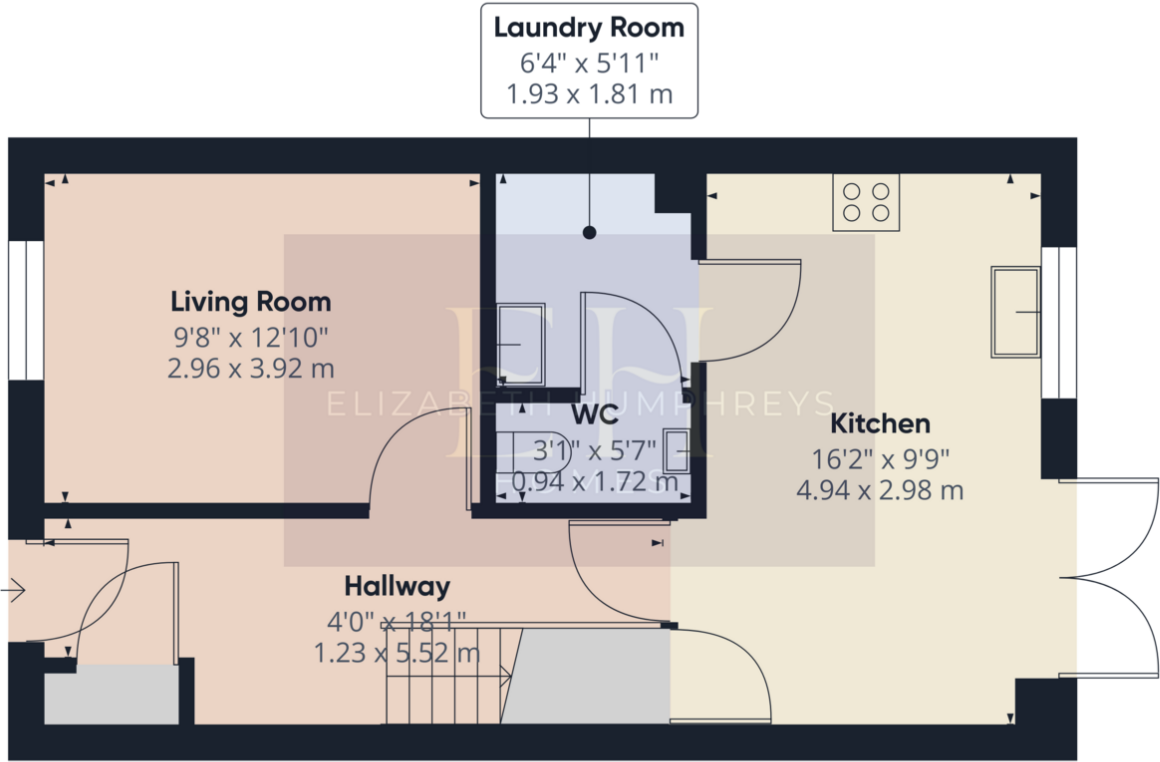 Laundry Room
6'4" x 5'11"
1.93 x 1.81 m
Living Room
9'8" x 12'10"
2.96 x 3.92 m
EH
ELIZABETH HUMPHREYS
HOMES
WC
3'1" x 5'7"
0.94 x 1.72 m
Kitchen
16'2" x 9'9"
4.94 x 2.98 m
Hallway
4'0" x 18'1"
1.23 x 5.52 m